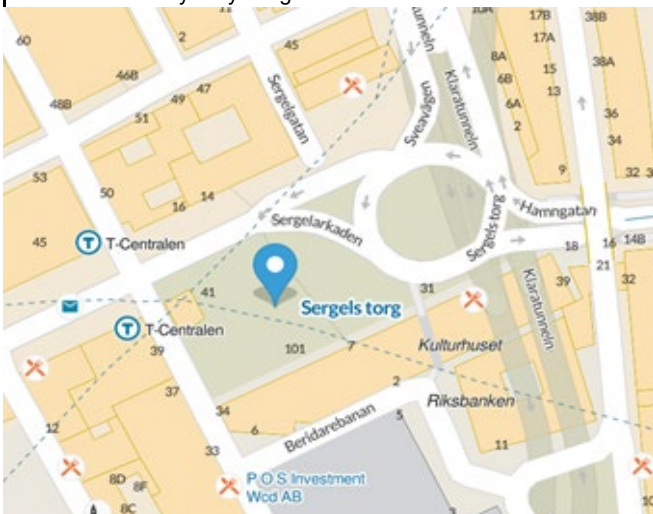 60
2
11
45
46B
48B
49
47
51
Sergelgatan
Sveavägen
Klaratunneln
10A
17B
38B
17A
8A
6B
15
38A
13
6A
2
36
34
9
32
53
50
16
14
Sergelarkaden
Sergels torg
Hamngatan
45
T-Centralen
18
16
14B
21
32
41
31
39
Sergels torg
Klaratunneln
T-Centralen
39
101
7
Kulturhuset
37
2
Riksbanken
34
6
Beridarebanan
5
12
33
11
8D
8F
P O S Investment
Wcd AB
8C
3